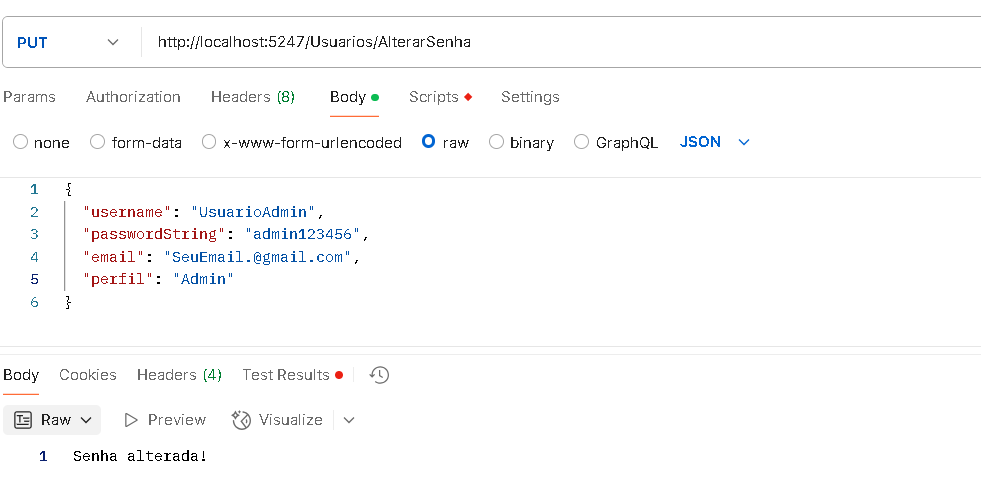 PUT http://localhost:5247/Usuarios/AlterarSenha
Params Authorization Headers (8) Body Scripts Settings
none form-data x-www-form-urlencoded raw binary GraphQL JSON
1 {
2 "username": "UsuarioAdmin",
3 "passwordString": "admin123456",
4 "email": "SeuEmail.@gmail.com",
5 "perfil": "Admin"
6 }
Body Cookies Headers (4) Test Results
Raw Preview Visualize
1 Senha alterada!